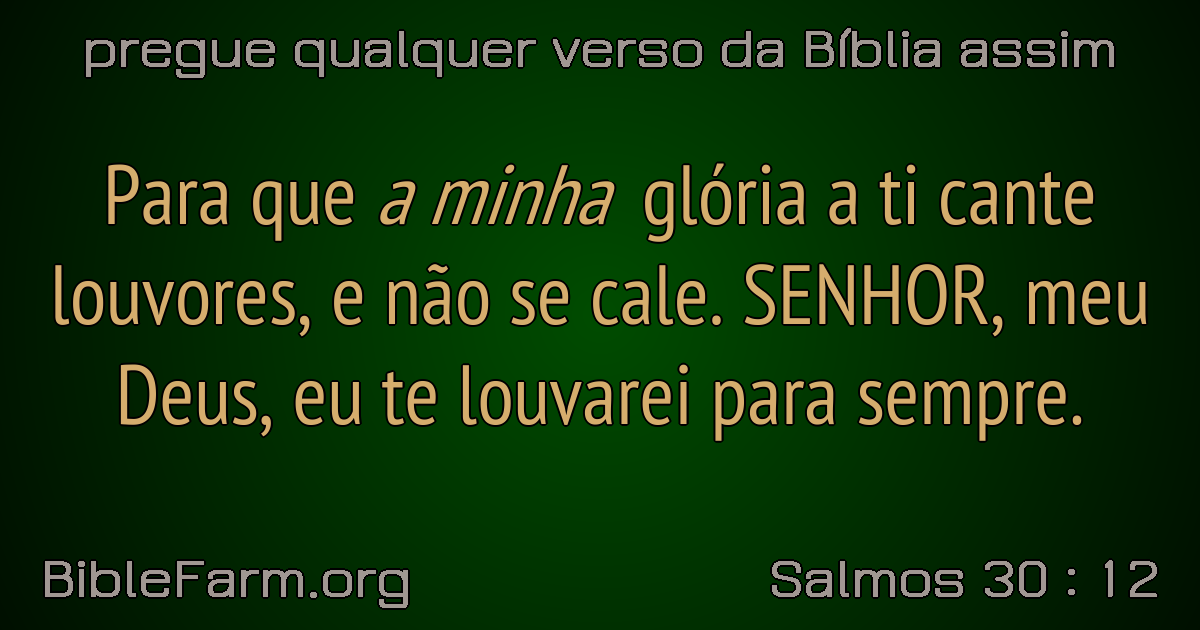 pregue qualquer verso da Bíblia assim
Para que a minha glória a ti cante
louvores, e não se cale. SENHOR, meu
Deus, eu te louvarei para sempre.
BibleFarm.org
Salmos 30 : 12